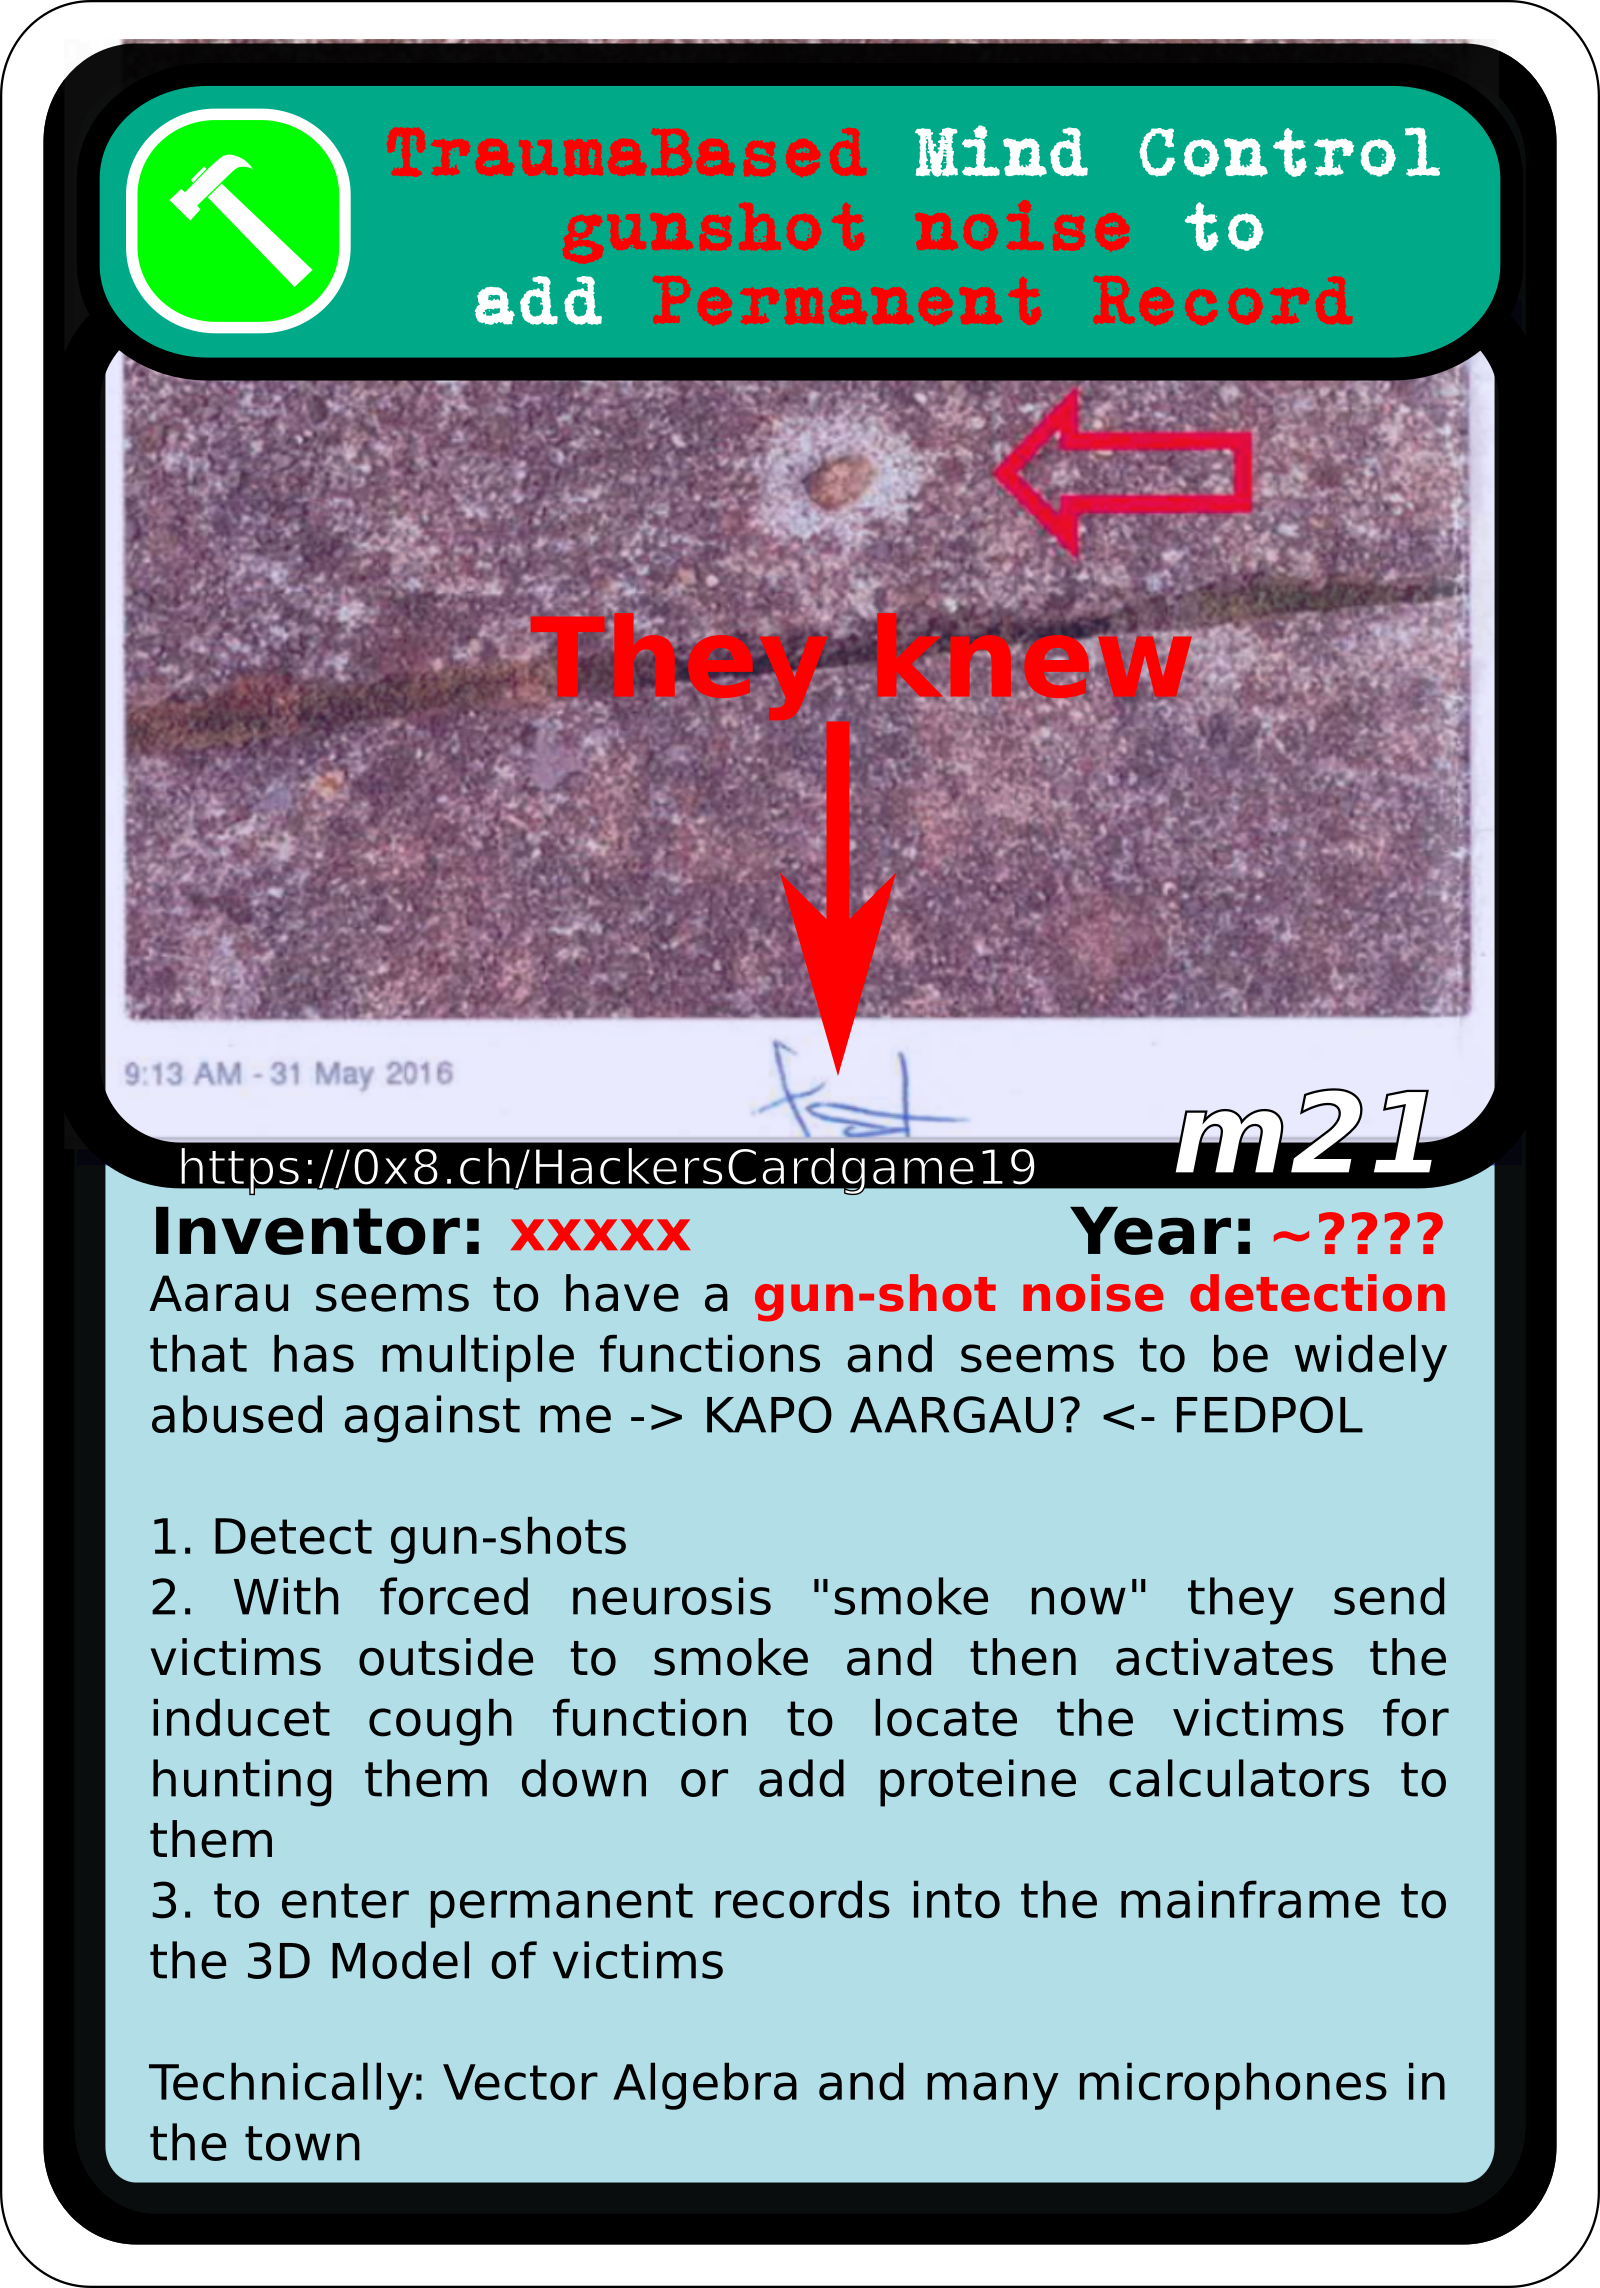 TraumaBased Mind Control
gunshot noise to
add Permanent Record
They knew
9:13 AM - 31 May 2016
m21
https://0x8.ch/HackersCardgame19
Inventor: xxxxx Year: ~????
Aarau seems to have a gun-shot noise detection
that has multiple functions and seems to be widely
abused against me -> KAPO AARGAU? <- FEDPOL
1. Detect gun-shots
2. With forced neurosis "smoke now" they send
victims outside to smoke and then activates the
inducet cough function to locate the victims for
hunting them down or add proteine calculators to
them
3. to enter permanent records into the mainframe to
the 3D Model of victims
Technically: Vector Algebra and many microphones in
the town